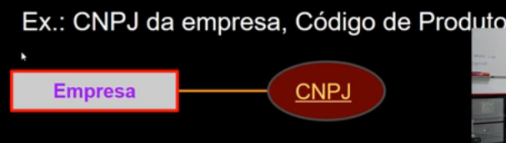 Ex.: CNPJ da empresa, Código de Produto
Empresa
CNPJ